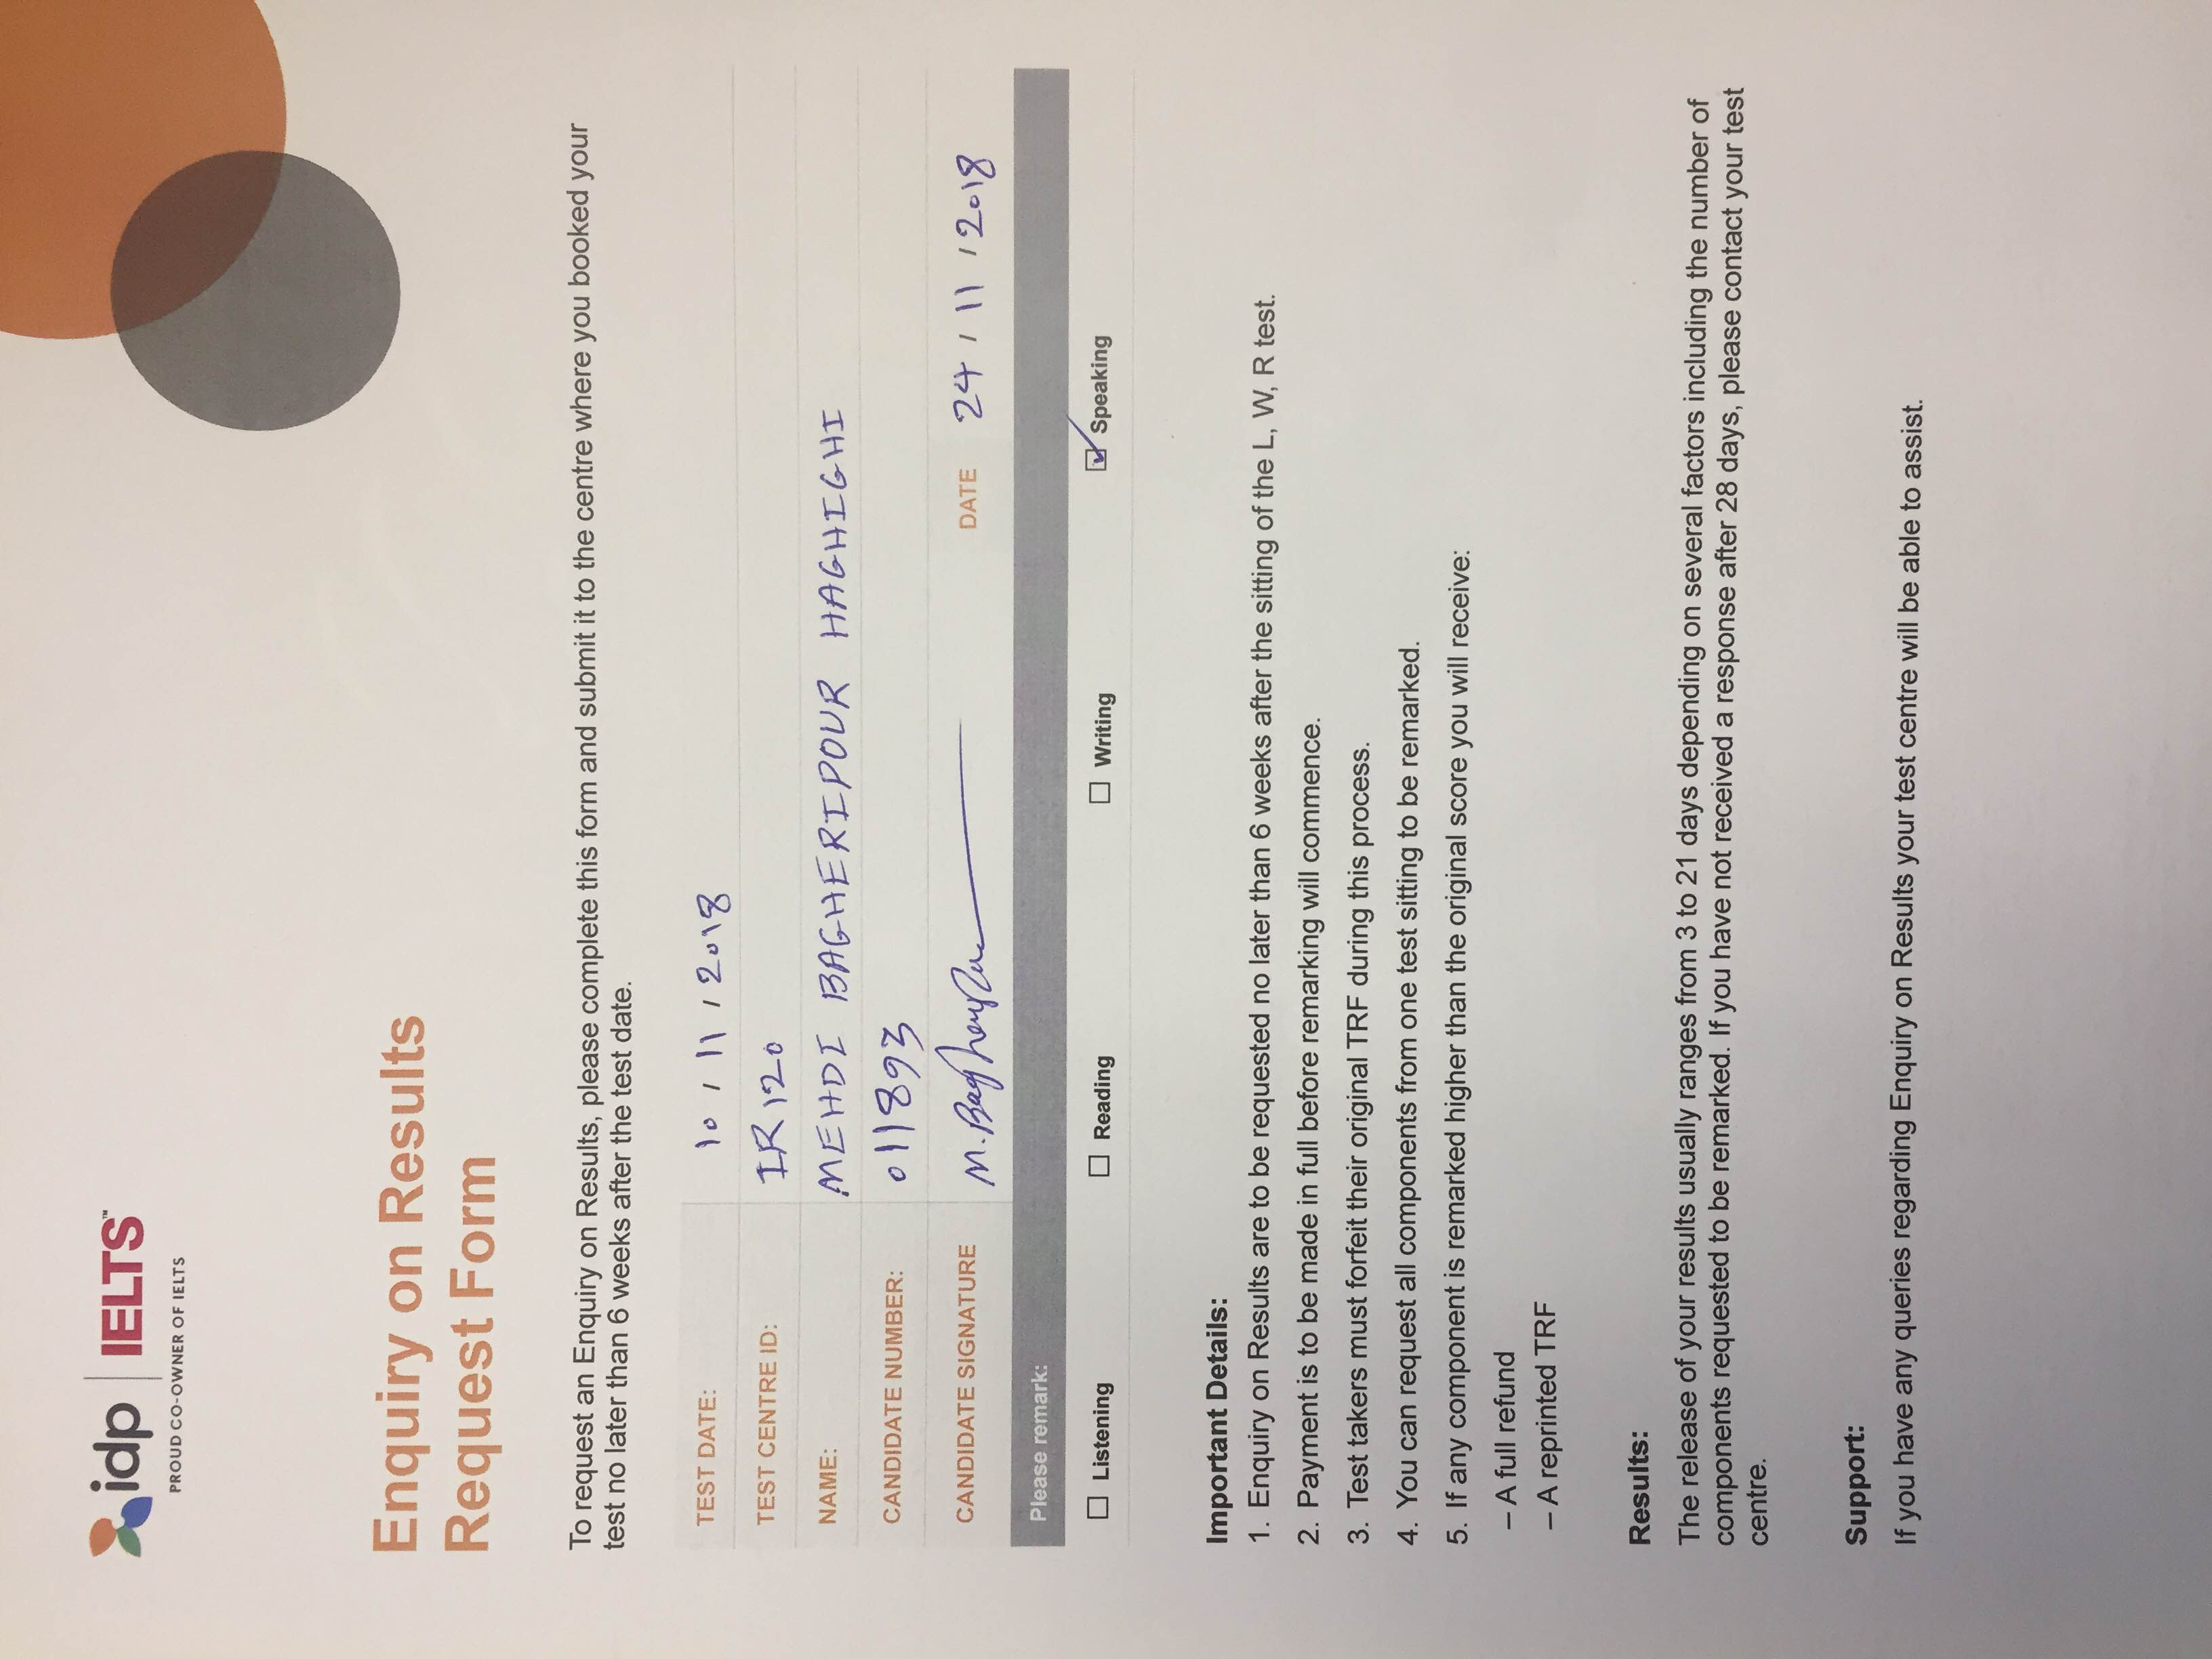 idp | IELTS™
PROUD CO-OWNER OF IELTS
Enquiry on Results
Request Form
To request an Enquiry on Results, please complete this form and submit it to the centre where you booked your
test no later than 6 weeks after the test date.
TEST DATE: 10 / 11 / 2018
TEST CENTRE ID: IR120
NAME: MEHDI BAGHERIPOUR HAGHIGHI
CANDIDATE NUMBER: 011893
CANDIDATE SIGNATURE M. DATE 24 / 11 / 2018
Please remark:
☐ Listening ☐ Reading ☐ Writing ☑ Speaking
Important Details:
1. Enquiry on Results are to be requested no later than 6 weeks after the sitting of the L, W, R test.
2. Payment is to be made in full before remarking will commence.
3. Test takers must forfeit their original TRF during this process.
4. You can request all components from one test sitting to be remarked.
5. If any component is remarked higher than the original score you will receive:
– A full refund
– A reprinted TRF
Results:
The release of your results usually ranges from 3 to 21 days depending on several factors including the number of
components requested to be remarked. If you have not received a response after 28 days, please contact your test
centre.
Support:
If you have any queries regarding Enquiry on Results your test centre will be able to assist.